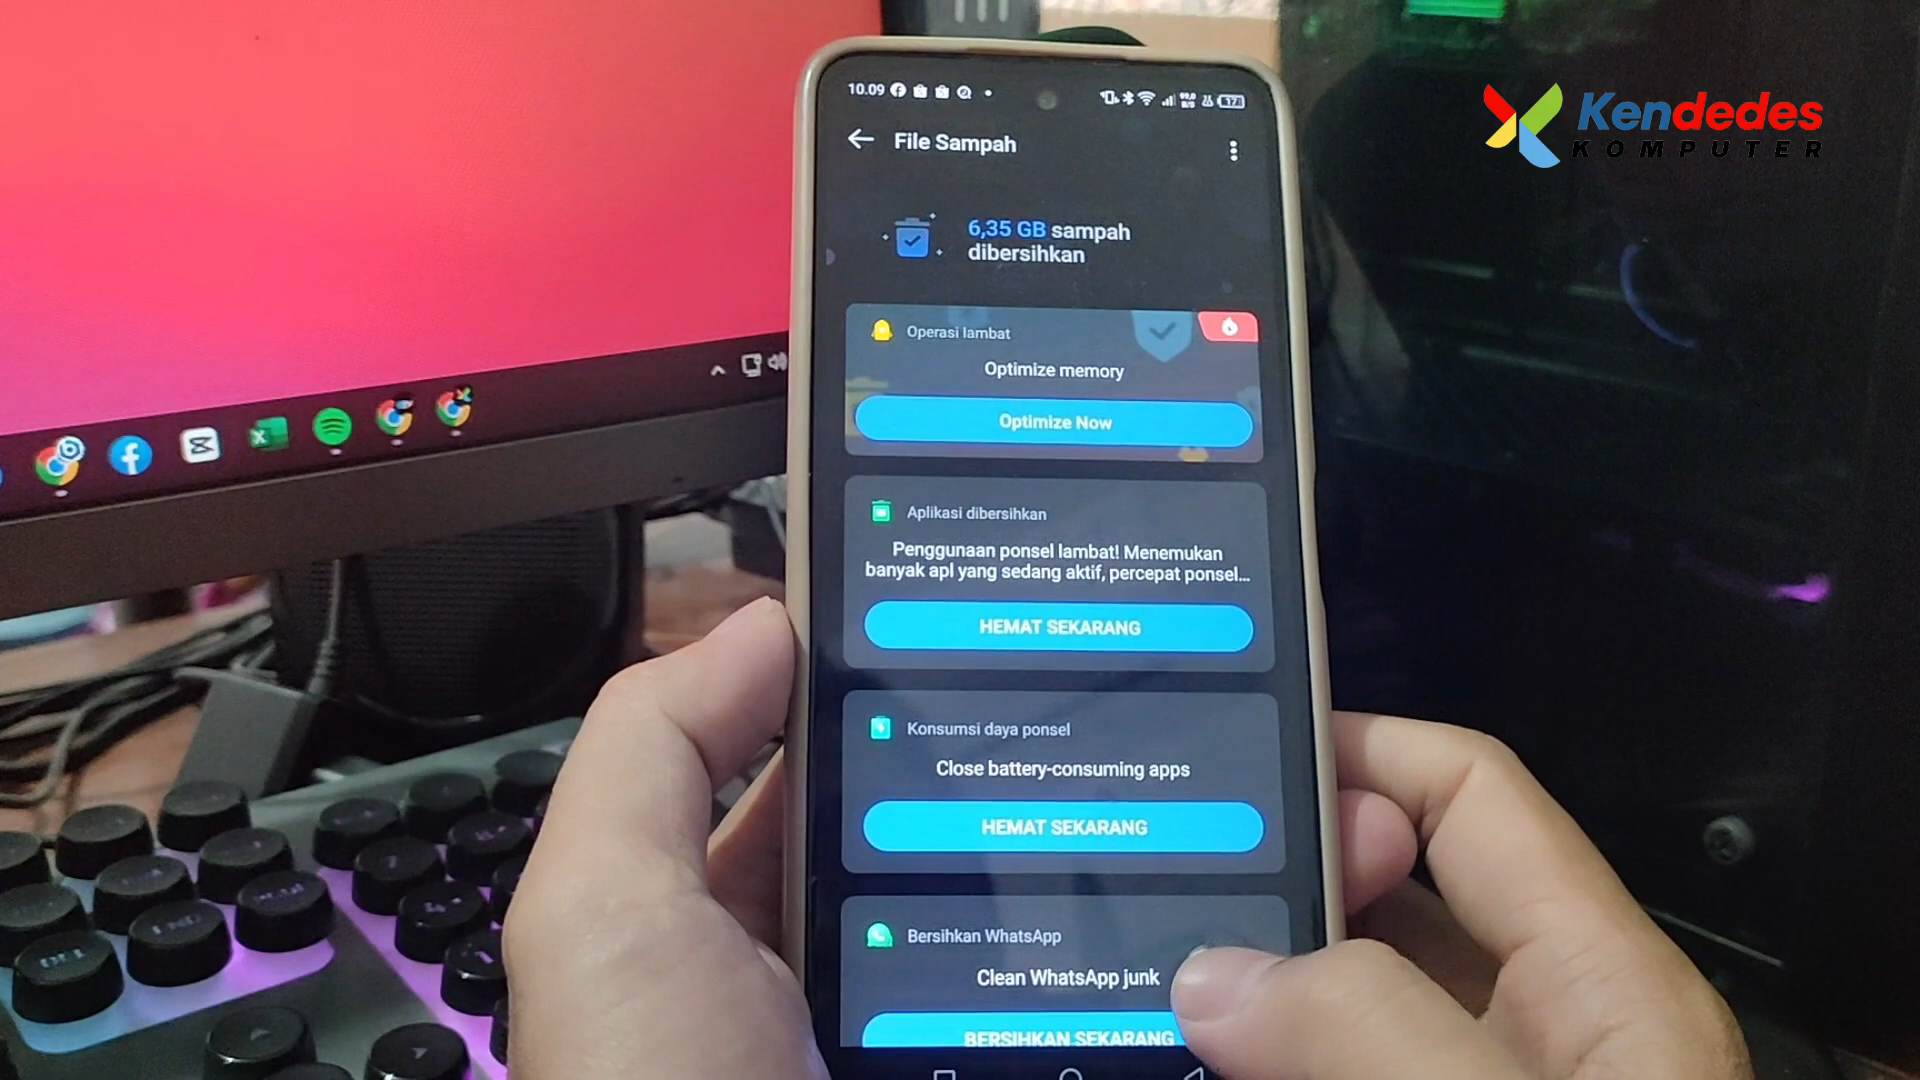 Kendedes
KOMPUTER
10.09
17
File Sampah
6,35 GB sampah
dibersihkan
Operasi lambat
Optimize memory
Optimize Now
Aplikasi dibersihkan
Penggunaan ponsel lambat! Menemukan
banyak apl yang sedang aktif, percepat ponsel...
HEMAT SEKARANG
Konsumsi daya ponsel
Close battery-consuming apps
HEMAT SEKARANG
Bersihkan WhatsApp
Clean WhatsApp junk
BERSIHKAN SEKARANG